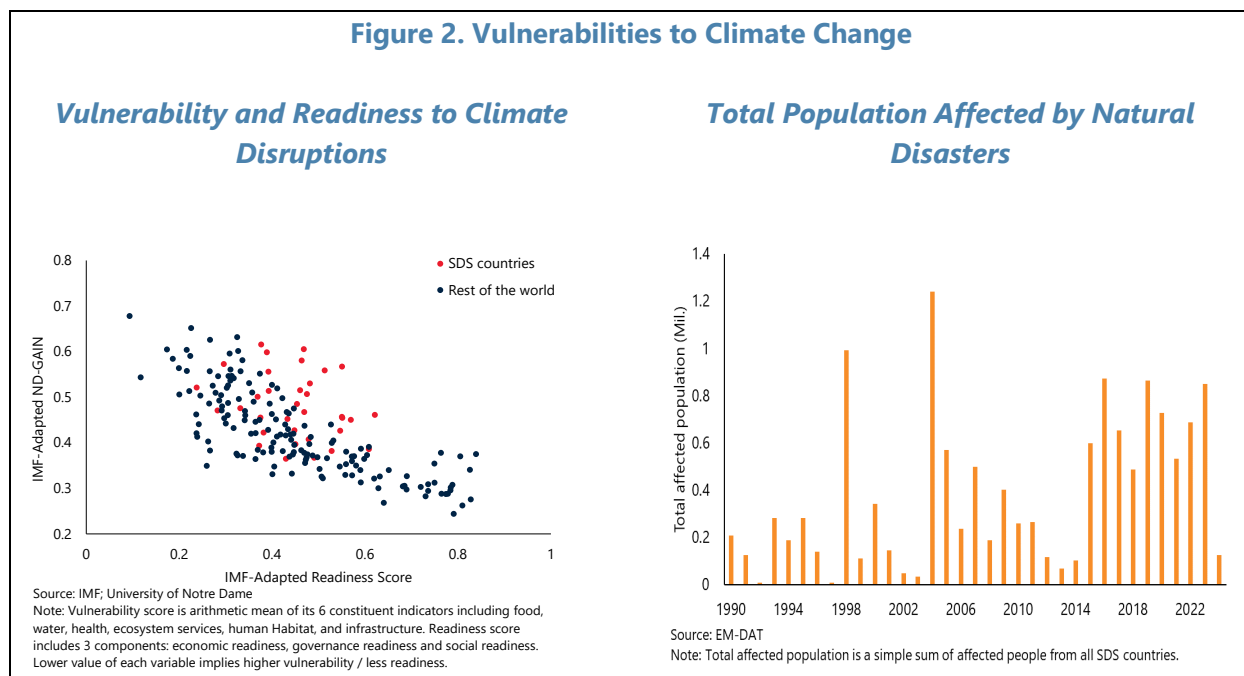 Figure 2. Vulnerabilities to Climate Change
Vulnerability and Readiness to Climate
Disruptions
IMF-Adapted ND-GAIN
0.8
0.7
0.6
0.5
0.4
0.3
0.2
0
0.2
0.4
0.6
0.8
1
SDS countries
Rest of the world
IMF-Adapted Readiness Score
Source: IMF; University of Notre Dame
Note: Vulnerability score is arithmetic mean of its 6 constituent indicators including food,
water, health, ecosystem services, human Habitat, and infrastructure. Readiness score
includes 3 components: economic readiness, governance readiness and social readiness.
Lower value of each variable implies higher vulnerability / less readiness.
Total Population Affected by Natural
Disasters
Total affected population (Mil.)
1.4
1.2
1
0.8
0.6
0.4
0.2
0
1990
1994
1998
2002
2006
2010
2014
2018
2022
Source: EM-DAT
Note: Total affected population is a simple sum of affected people from all SDS countries.